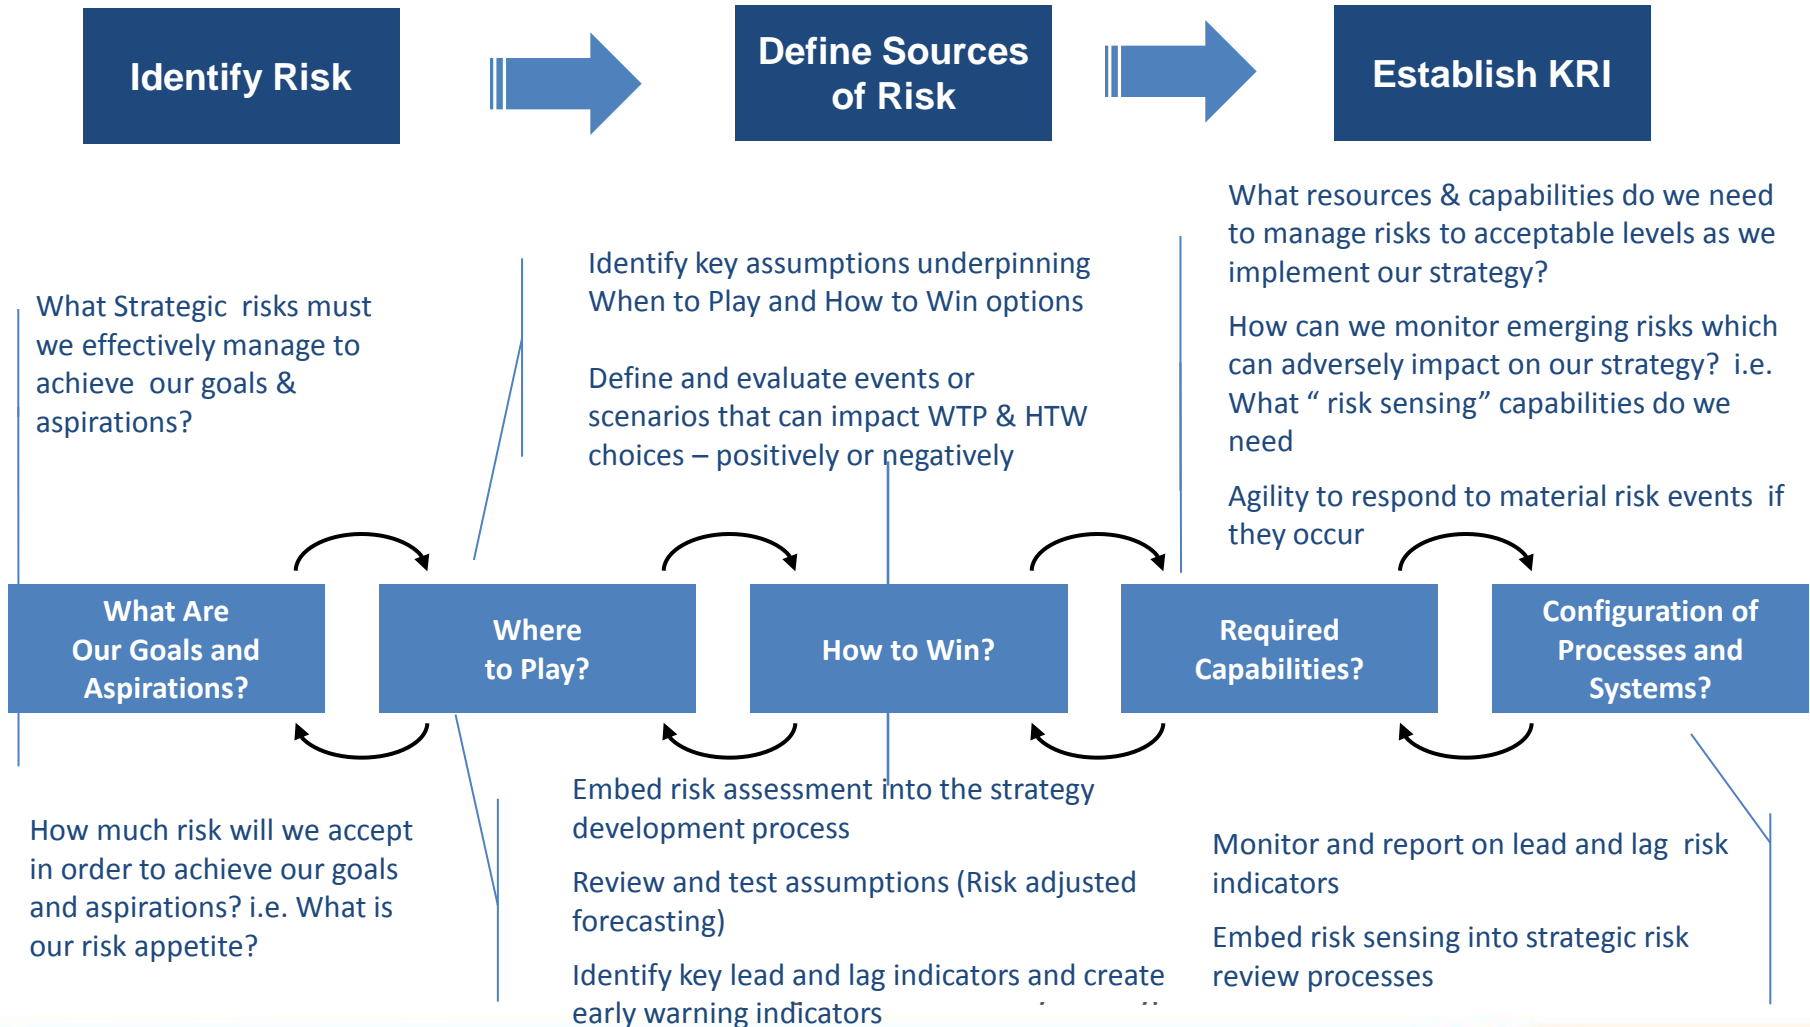 Identify Risk
Define Sources
of Risk
Establish KRI
What Strategic risks must
we effectively manage to
achieve our goals &
aspirations?
Identify key assumptions underpinning
When to Play and How to Win options
Define and evaluate events or
scenarios that can impact WTP & HTW
choices – positively or negatively
What resources & capabilities do we need
to manage risks to acceptable levels as we
implement our strategy?
How can we monitor emerging risks which
can adversely impact on our strategy? i.e.
What “ risk sensing” capabilities do we
need
Agility to respond to material risk events if
they occur
What Are
Our Goals and
Aspirations?
Where
to Play?
How to Win?
Required
Capabilities?
Configuration of
Processes and
Systems?
How much risk will we accept
in order to achieve our goals
and aspirations? i.e. What is
our risk appetite?
Embed risk assessment into the strategy
development process
Review and test assumptions (Risk adjusted
forecasting)
Identify key lead and lag indicators and create
early warning indicators
Monitor and report on lead and lag risk
indicators
Embed risk sensing into strategic risk
review processes